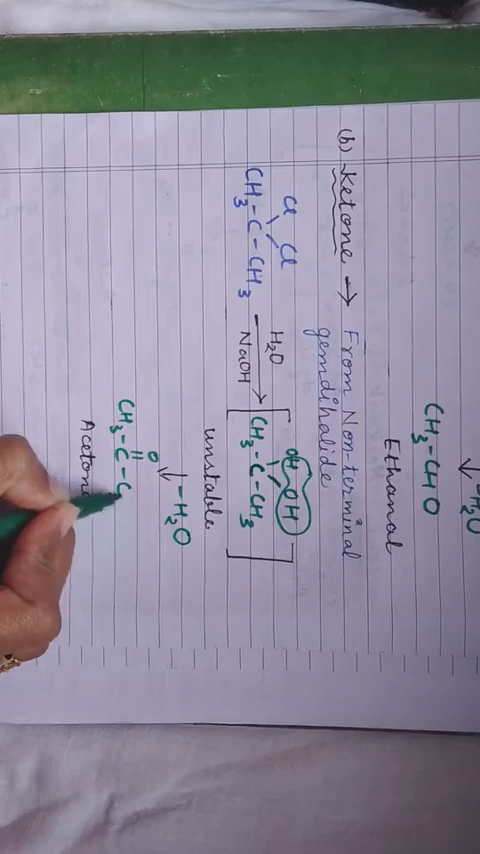 ↓-H₂O
CH₃-CHO
Ethanal
(b) Ketone → From Non-terminal
gemdihalide
Cl Cl
CH₃-C-CH₃
H₂O
NaOH
[
OH OH
CH₃-C-CH₃
]
unstable
↓-H₂O
O
CH₃-C-C
Acetone